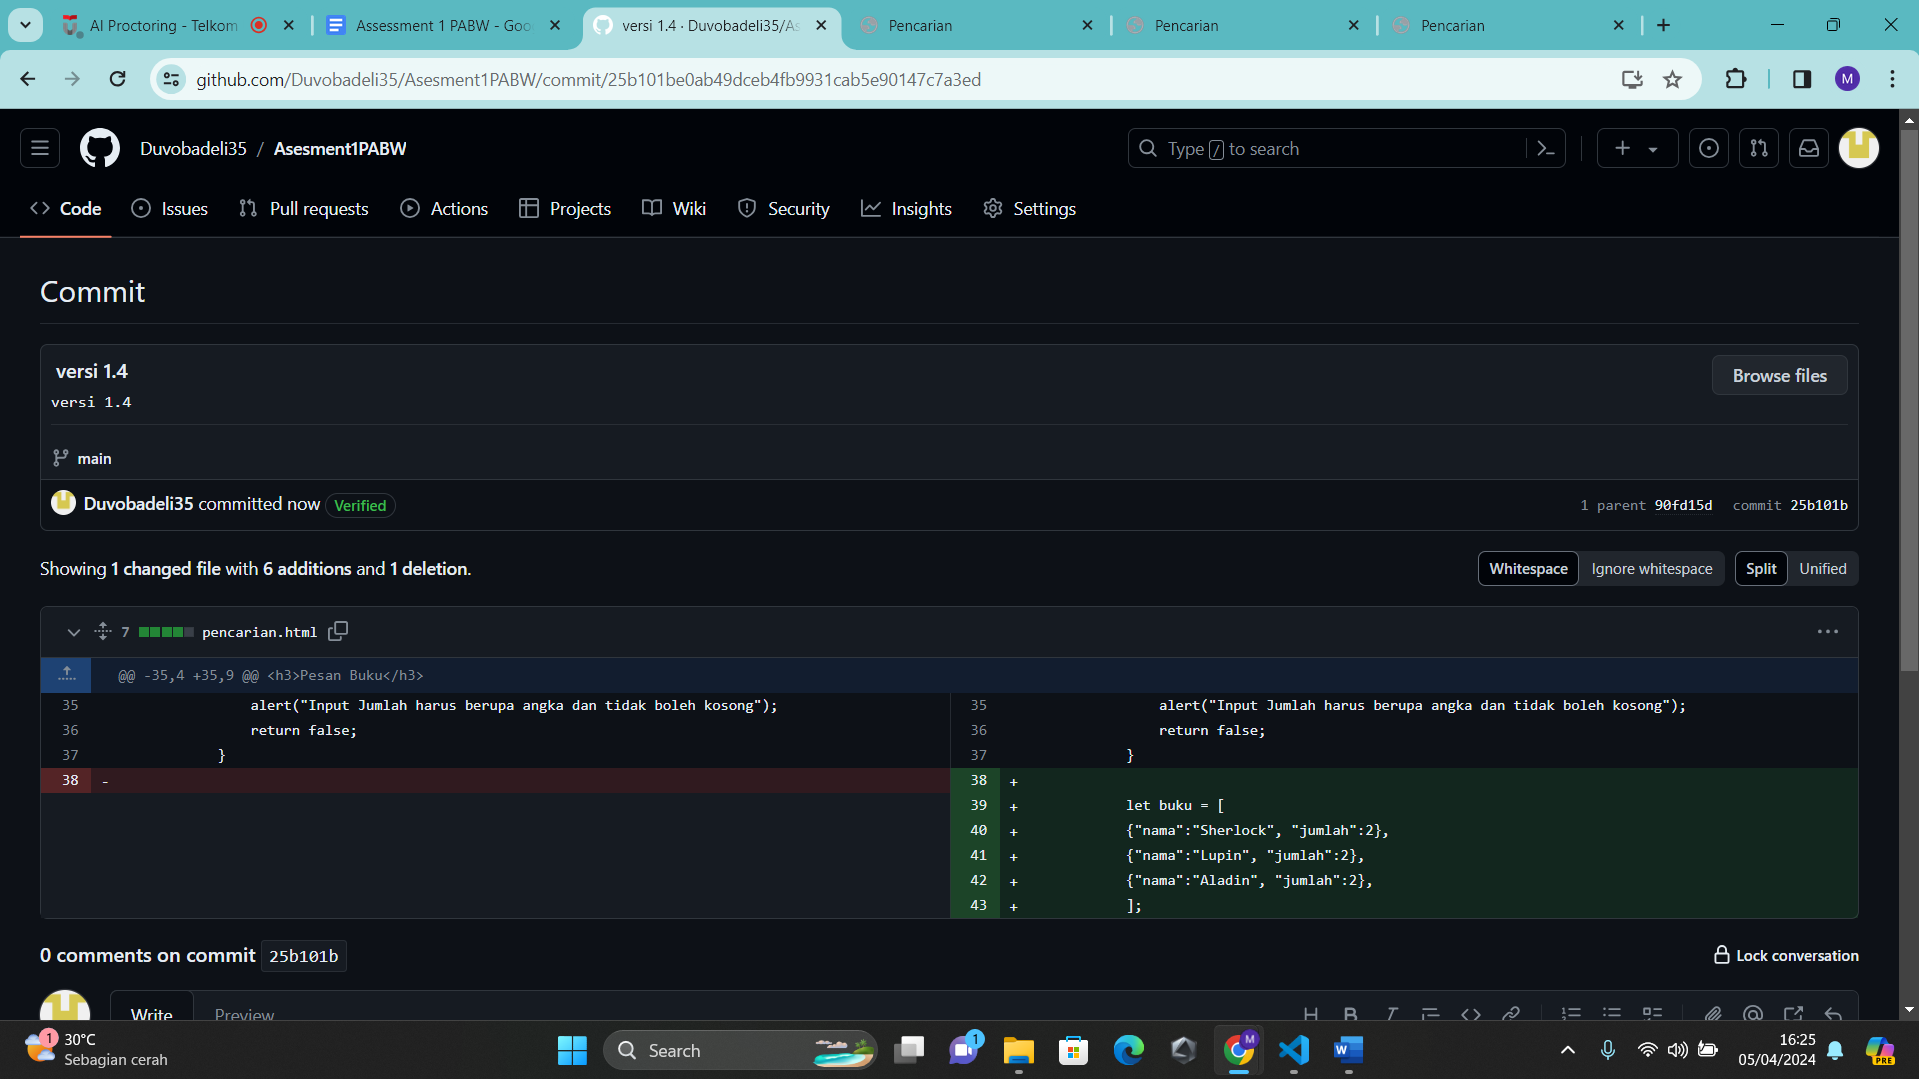 AI Proctoring - Telkom
Assessment 1 PABW - Goo
versi 1.4 · Duvobadeli35/As
Pencarian
Pencarian
Pencarian
github.com/Duvobadeli35/Asesment1PABW/commit/25b101be0ab49dceb4fb9931cab5e90147c7a3ed
M
Duvobadeli35 / Asesment1PABW
Type / to search
Code
Issues
Pull requests
Actions
Projects
Wiki
Security
Insights
Settings
Commit
versi 1.4
Browse files
versi 1.4
main
Duvobadeli35 committed now Verified
1 parent 90fd15d commit 25b101b
Showing 1 changed file with 6 additions and 1 deletion.
Whitespace Ignore whitespace
Split Unified
7 pencarian.html
@@ -35,4 +35,9 @@ <h3>Pesan Buku</h3>
35 alert("Input Jumlah harus berupa angka dan tidak boleh kosong");
36 return false;
37 }
38 -
35 alert("Input Jumlah harus berupa angka dan tidak boleh kosong");
36 return false;
37 }
38 +
39 + let buku = [
40 + {"nama":"Sherlock", "jumlah":2},
41 + {"nama":"Lupin", "jumlah":2},
42 + {"nama":"Aladin", "jumlah":2},
43 + ];
0 comments on commit 25b101b
Lock conversation
Write
Preview
1
30°C
Sebagian cerah
Search
1
M
W
16:25
05/04/2024
PRE